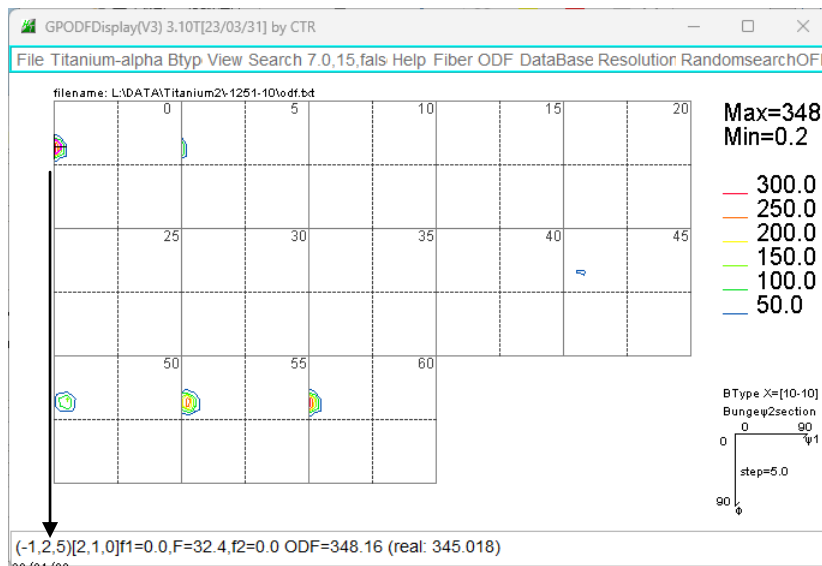 GPODFDisplay(V3) 3.10T[23/03/31] by CTR
File Titanium-alpha Btyp View Search 7.0,15,fals Help Fiber ODF DataBase Resolution RandomsearchOFF
filename: L:\DATA\Titanium2\-1251-10\odf.txt
0 5 10 15 20
Max=348
Min=0.2
300.0
250.0
200.0
150.0
100.0
50.0
25 30 35 40 45
50 55 60
BType X=[10-10]
Bungeψ2section
0 90
0 ψ1
step=5.0
90
Φ
(-1,2,5)[2,1,0]f1=0.0,F=32.4,f2=0.0 ODF=348.16 (real: 345.018)